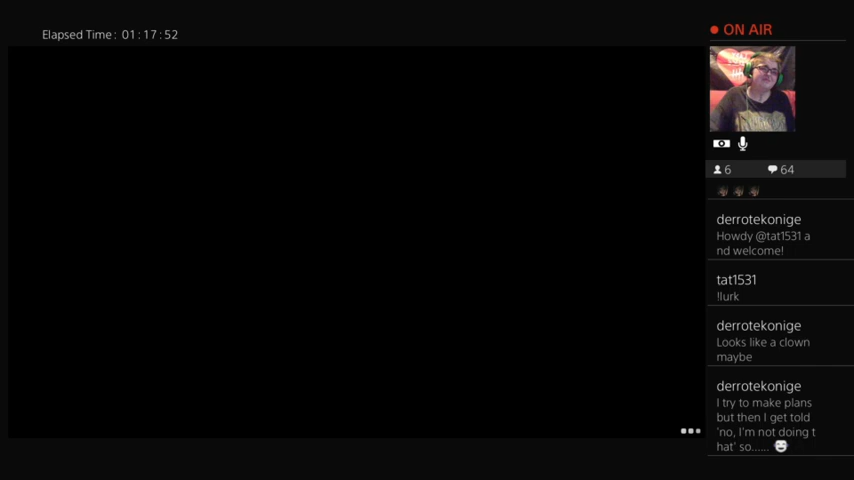 Elapsed Time: 01:17:52
ON AIR
6 64
derrotekonige
Howdy @tat1531 a
nd welcome!
tat1531
!lurk
derrotekonige
Looks like a clown
maybe
derrotekonige
I try to make plans
but then I get told
'no, I'm not doing t
hat' so......